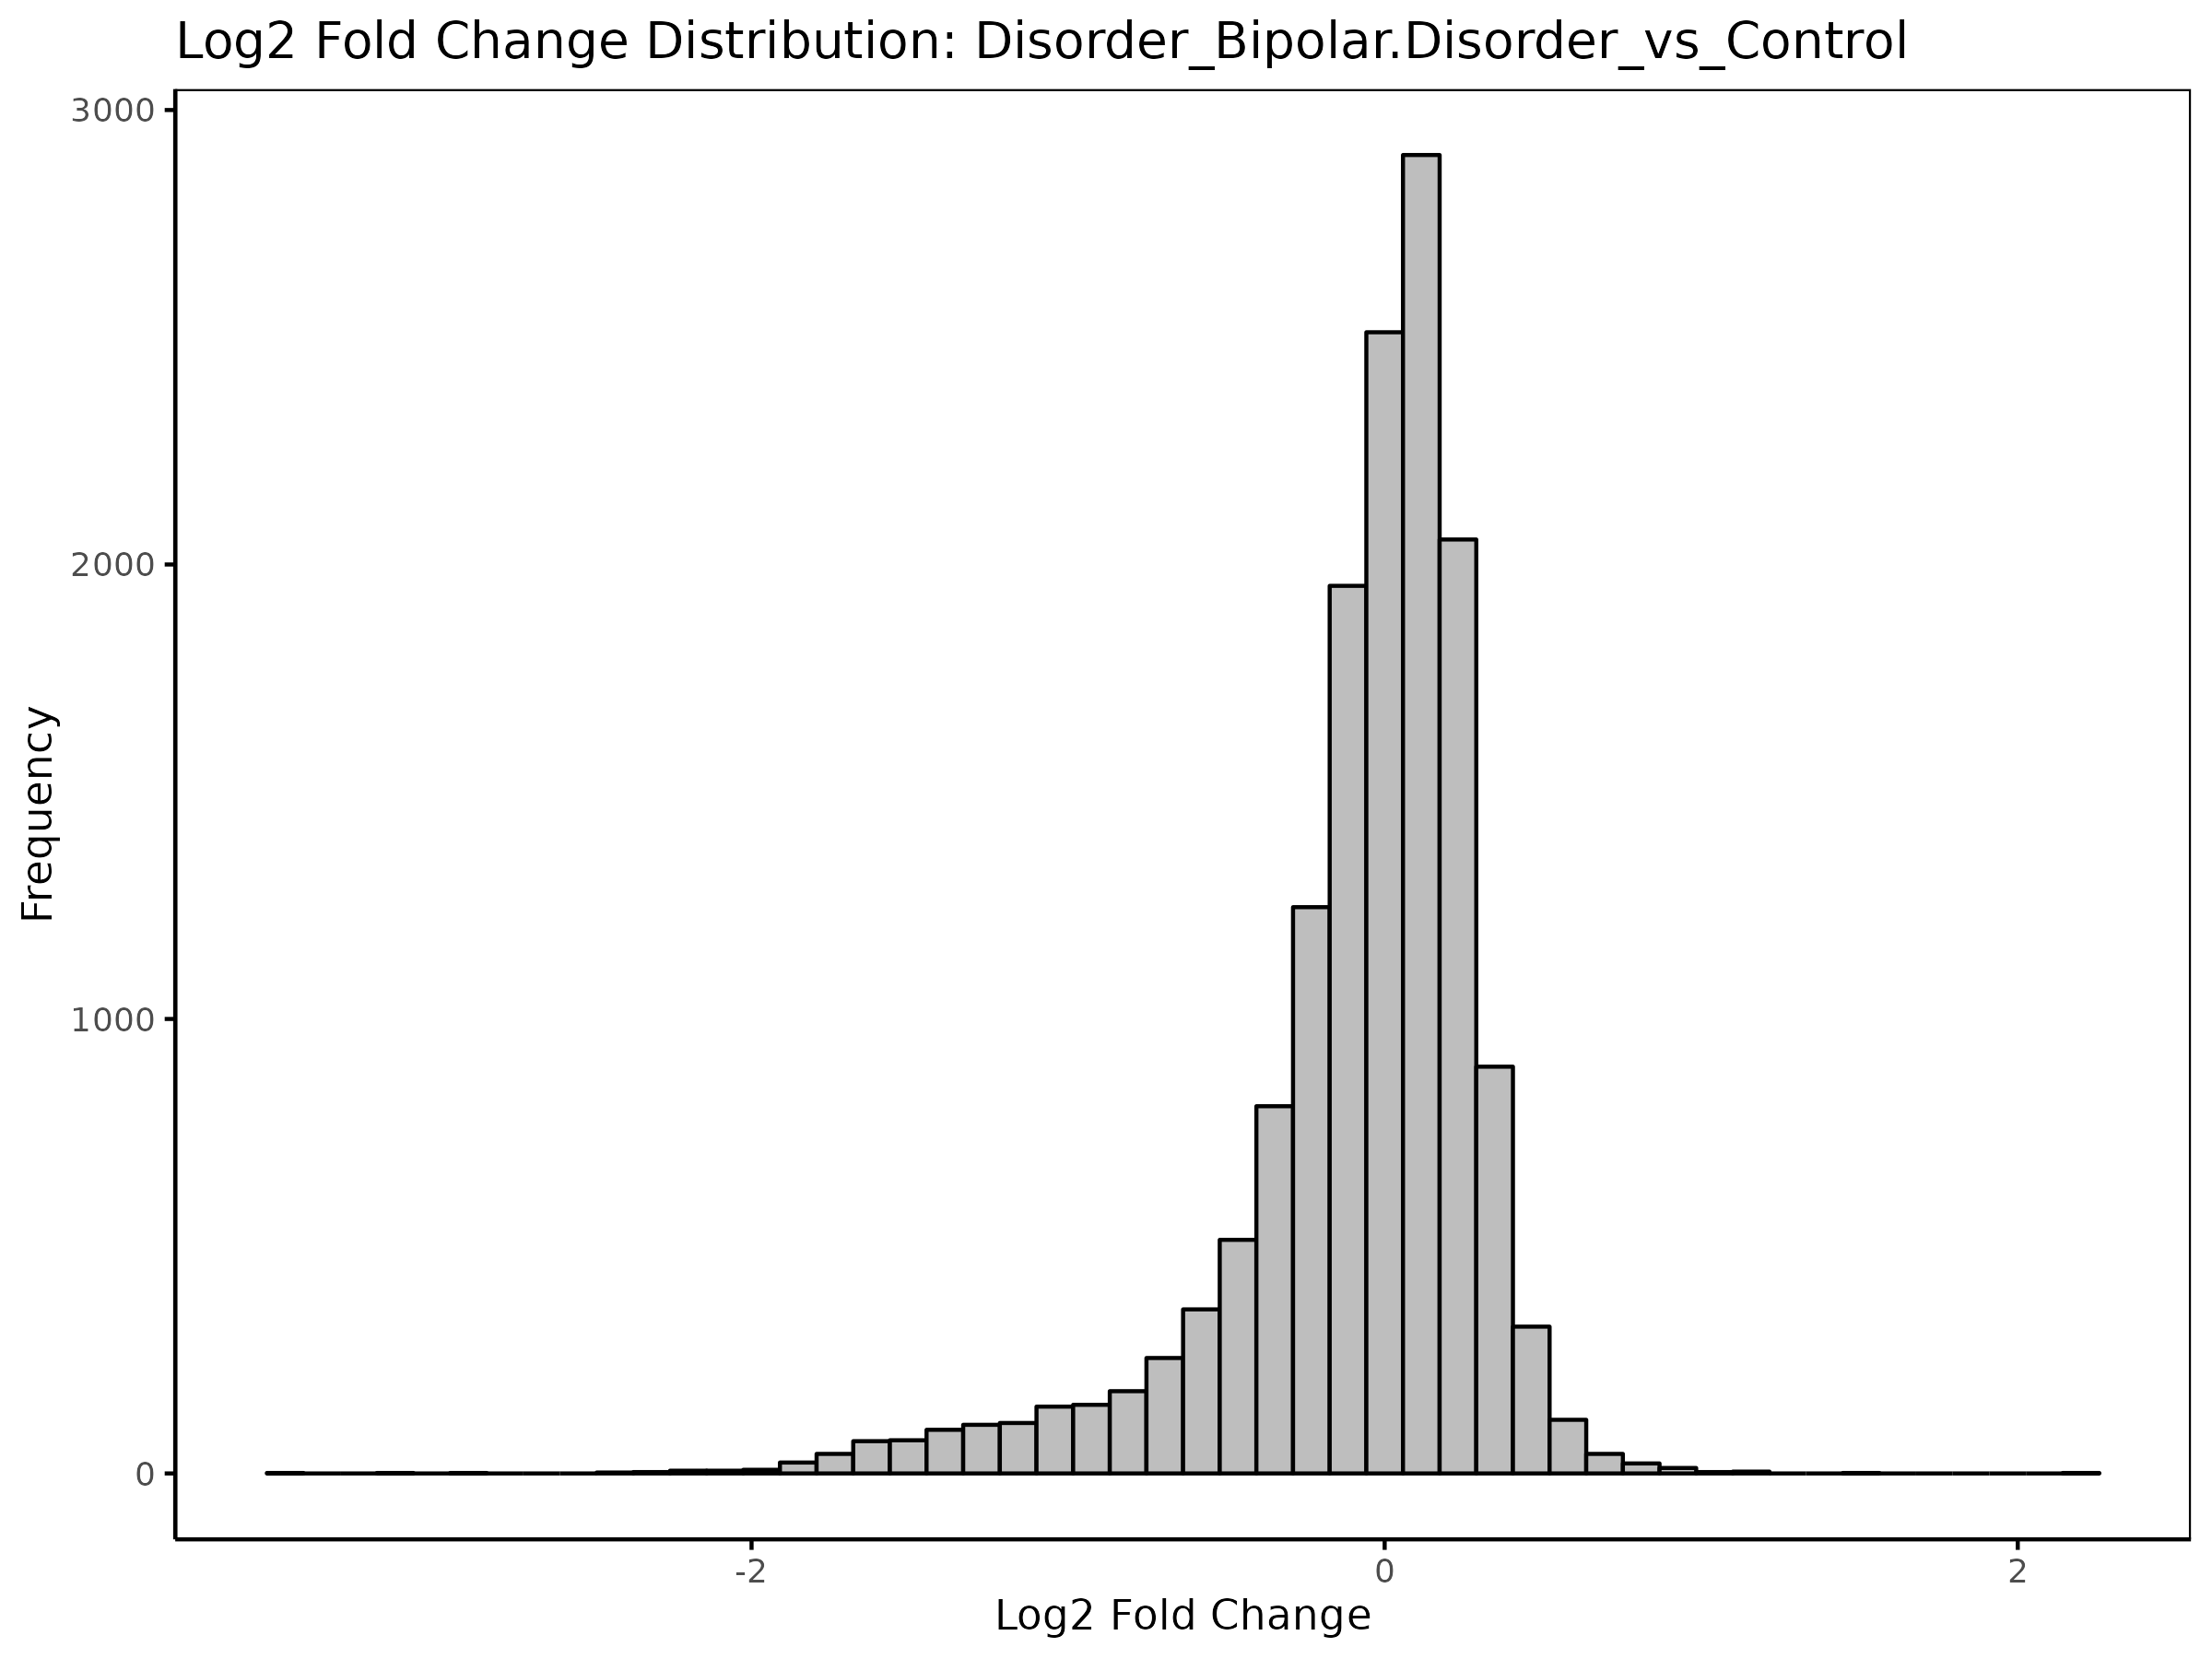 Log2 Fold Change Distribution: Disorder_Bipolar.Disorder_vs_Control
3000
2000
1000
0
Frequency
-2 0 2
Log2 Fold Change